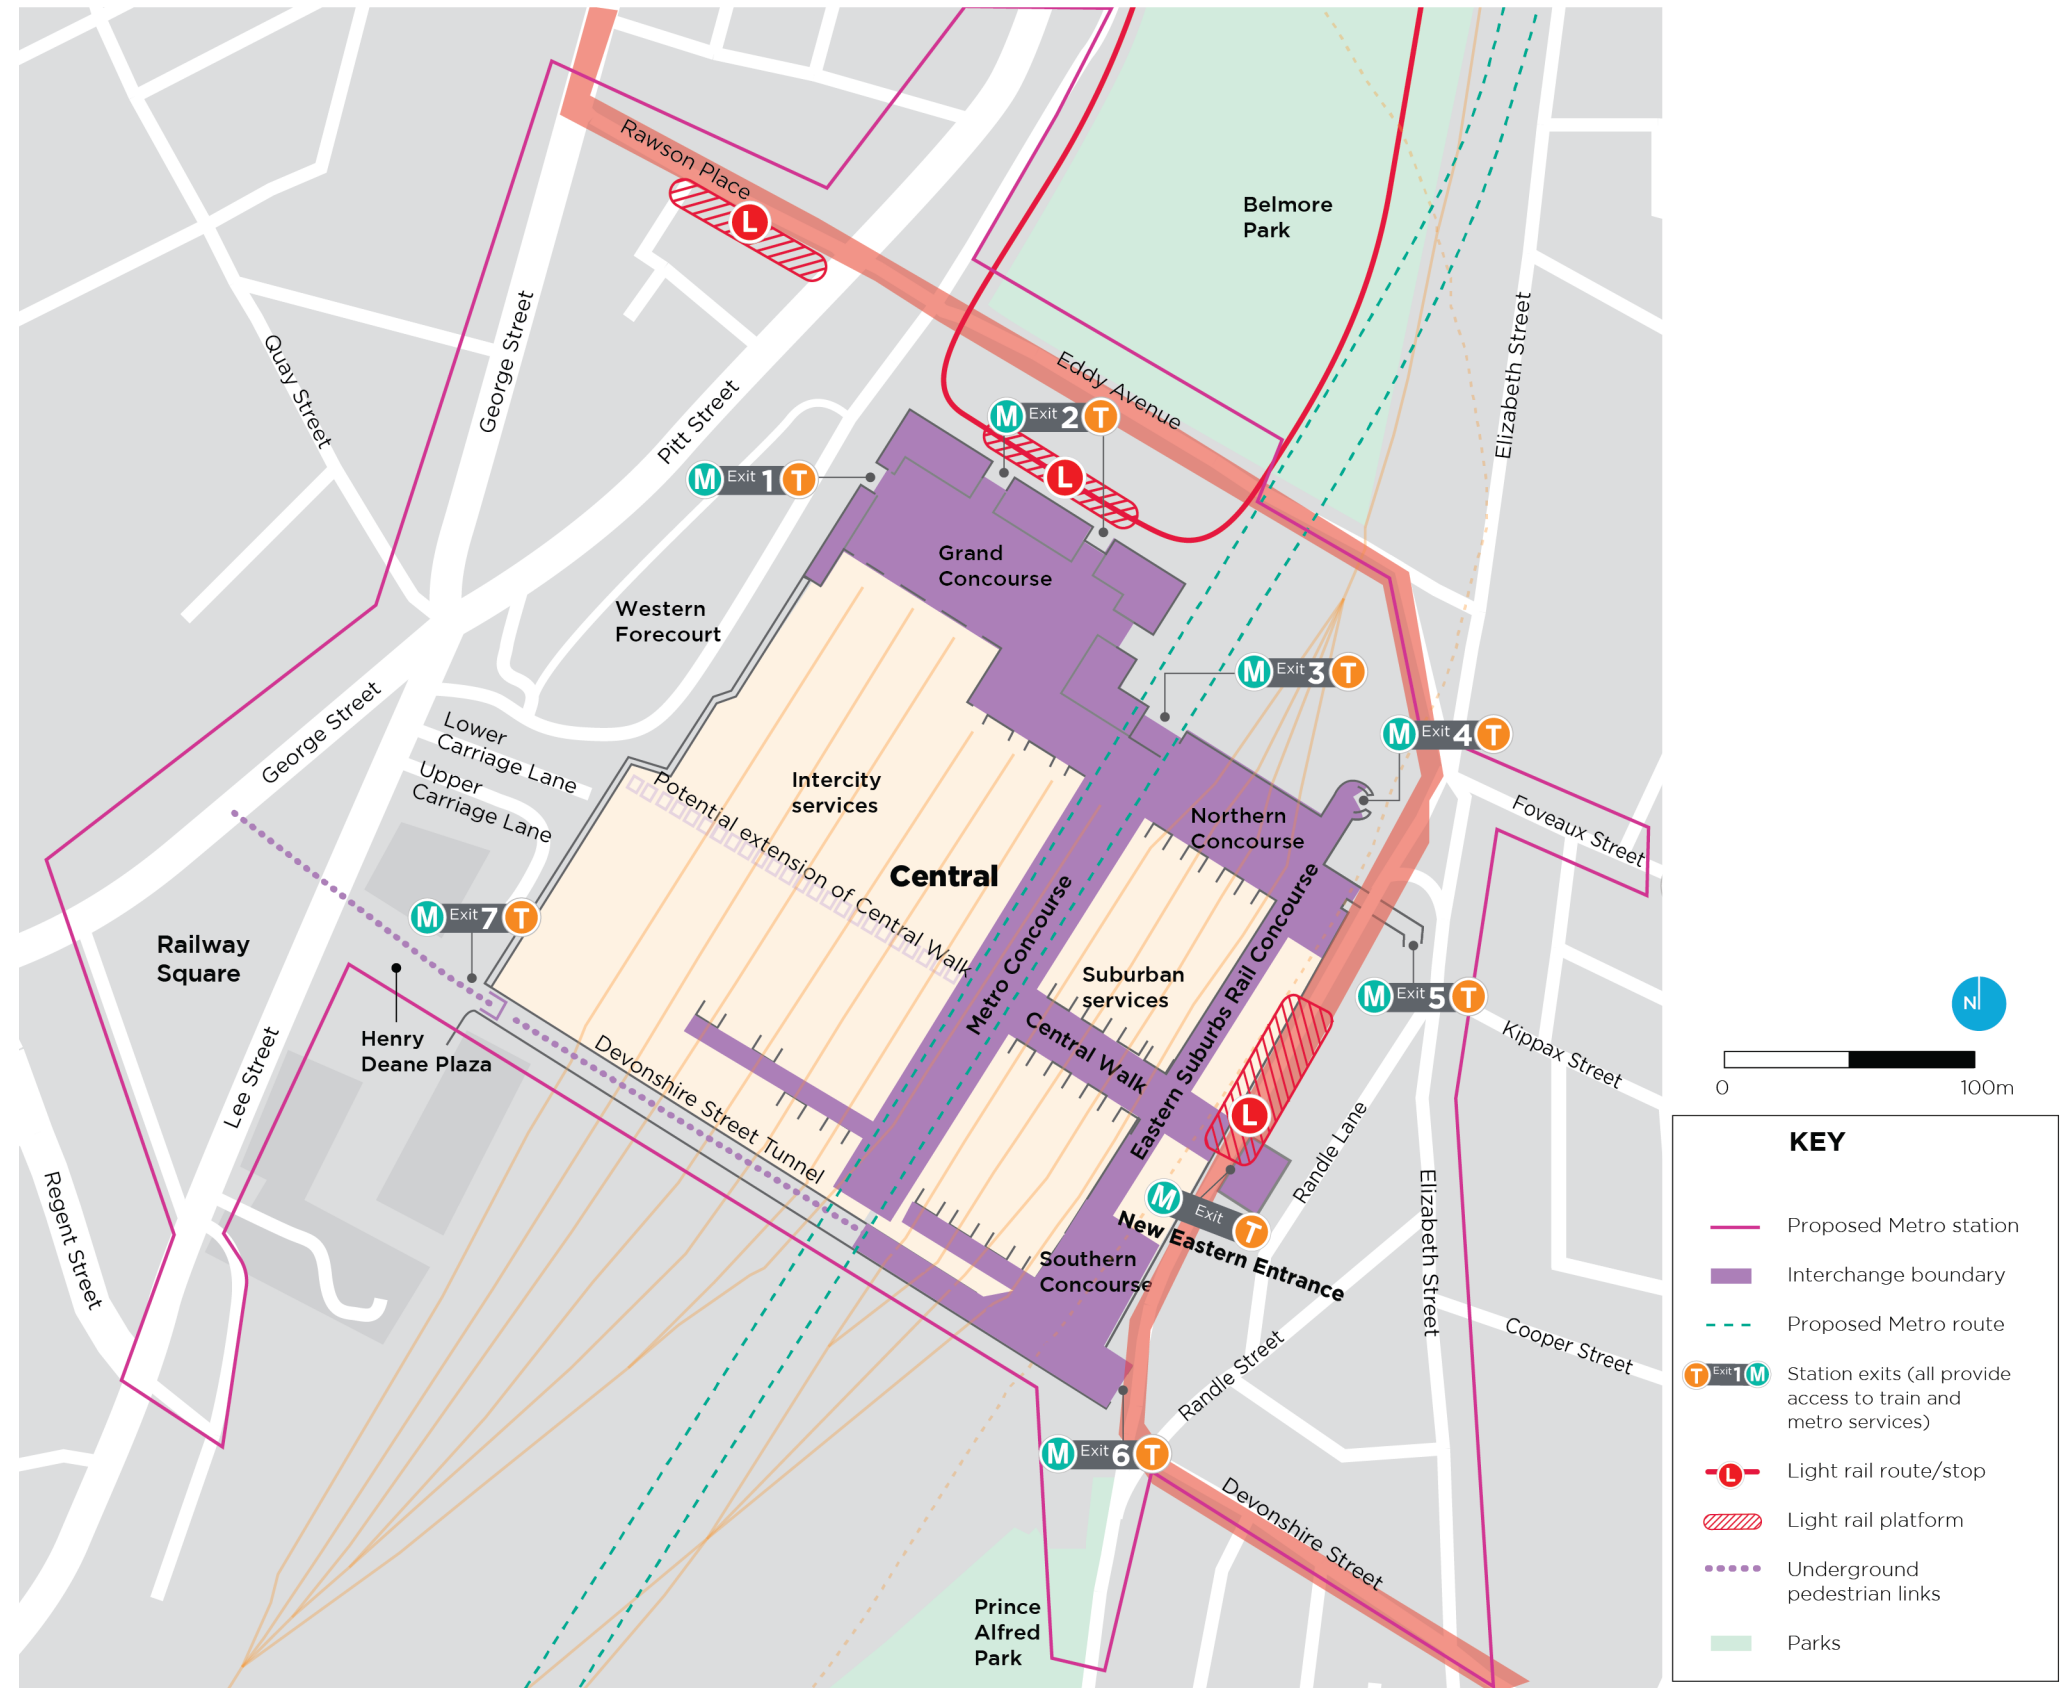 Rawson Place
L
Belmore
Park
George Street
Quay Street
Pitt Street
Eddy Avenue
Elizabeth Street
M Exit 2 T
M Exit 1 T
L
Grand
Concourse
Western
Forecourt
M Exit 3 T
M Exit 4 T
George Street
Lower
Carriage Lane
Upper
Carriage Lane
Intercity
services
Potential extension of Central Walk
Northern
Concourse
Foveaux Street
Central
Metro Concourse
M Exit 7 T
Railway
Square
Suburban
services
Eastern Suburbs Rail Concourse
M Exit 5 T
Central Walk
Kippax Street
Henry
Deane Plaza
Lee Street
Devonshire Street Tunnel
L
Randle Lane
Regent Street
M Exit T
New Eastern Entrance
Elizabeth Street
Southern
Concourse
Cooper Street
Randle Street
M Exit 6 T
Devonshire Street
Prince
Alfred
Park
N
0 100m
KEY
Proposed Metro station
Interchange boundary
Proposed Metro route
T Exit 1 M
Station exits (all provide
access to train and
metro services)
L
Light rail route/stop
Light rail platform
Underground
pedestrian links
Parks